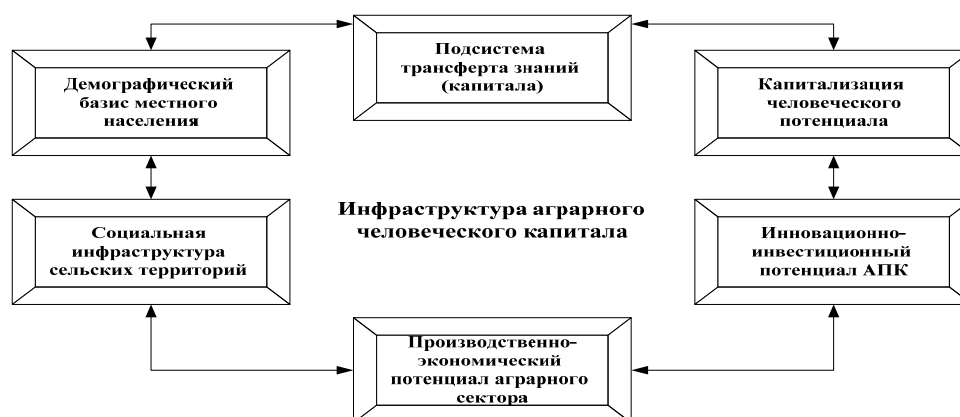 Подсистема
трансферта знаний
(капитала)
Демографический
базис местного
населения
Капитализация
человеческого
потенциала
Инфраструктура аграрного
человеческого капитала
Социальная
инфраструктура
сельских территорий
Инновационно-
инвестиционный
потенциал АПК
Производственно-
экономический
потенциал аграрного
сектора